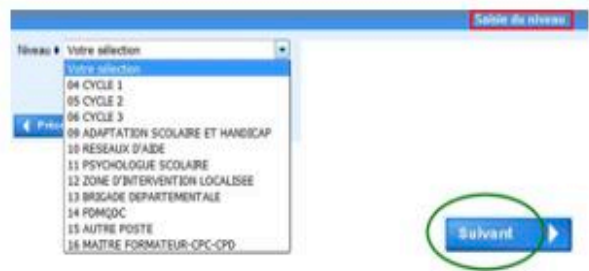 Saisie du niveau
Niveau Votre sélection
Votre sélection
04 CYCLE 1
05 CYCLE 2
06 CYCLE 3
09 ADAPTATION SCOLAIRE ET HANDICAP
10 RESEAUX D'AIDE
11 PSYCHOLOGUE SCOLAIRE
12 ZONE D'INTERVENTION LOCALISEE
13 BRIGADE DEPARTEMENTALE
14 FDMQDC
15 AUTRE POSTE
16 MAITRE FORMATEUR-CPC-CPD
Suivant